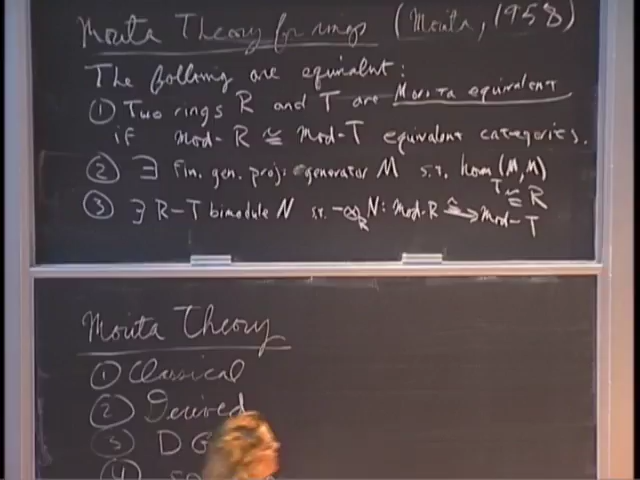 Morita Theory for rings (Morita, 1958)
The following are equivalent:
① Two rings R and T are Morita equivalent
if mod-R ≅ mod-T equivalent categories.
② ∃ fin. gen. proj. generator M s.t. hom_T(M,M) ≅ R
③ ∃ R-T bimodule N s.t. -⊗_R N: mod-R ≅→ mod-T
Morita Theory
① Classical
② Derived
③ DG
④